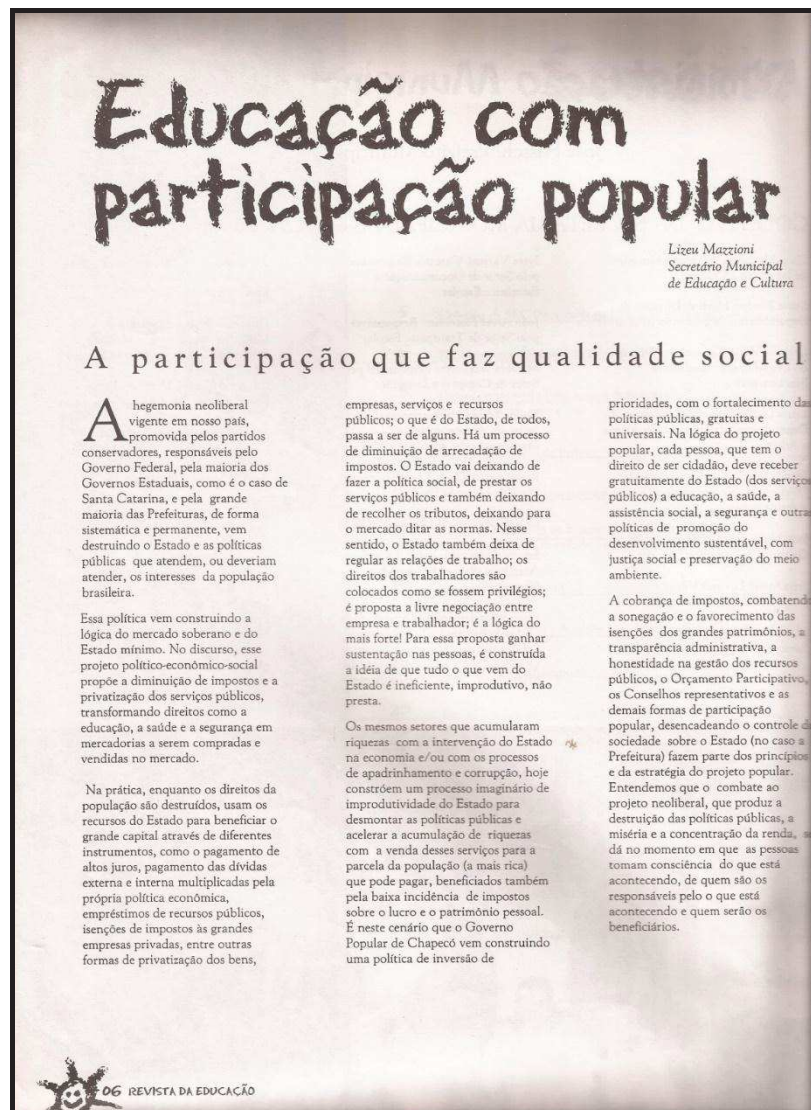 Educação com
participação popular
Lizeu Mazzioni
Secretário Municipal
de Educação e Cultura
A participação que faz qualidade social
A hegemonia neoliberal
vigente em nosso país,
promovida pelos partidos
conservadores, responsáveis pelo
Governo Federal, pela maioria dos
Governos Estaduais, como é o caso de
Santa Catarina, e pela grande
maioria das Prefeituras, de forma
sistemática e permanente, vem
destruindo o Estado e as políticas
públicas que atendem, ou deveriam
atender, os interesses da população
brasileira.
Essa política vem construindo a
lógica do mercado soberano e do
Estado mínimo. No discurso, esse
projeto político-econômico-social
propõe a diminuição de impostos e a
privatização dos serviços públicos,
transformando direitos como a
educação, a saúde e a segurança em
mercadorias a serem compradas e
vendidas no mercado.
Na prática, enquanto os direitos da
população são destruídos, usam os
recursos do Estado para beneficiar o
grande capital através de diferentes
instrumentos, como o pagamento de
altos juros, pagamento das dívidas
externa e interna multiplicadas pela
própria política econômica,
empréstimos de recursos públicos,
isenções de impostos às grandes
empresas privadas, entre outras
formas de privatização dos bens,
empresas, serviços e recursos
públicos; o que é do Estado, de todos,
passa a ser de alguns. Há um processo
de diminuição de arrecadação de
impostos. O Estado vai deixando de
fazer a política social, de prestar os
serviços públicos e também deixando
de recolher os tributos, deixando para
o mercado ditar as normas. Nesse
sentido, o Estado também deixa de
regular as relações de trabalho; os
direitos dos trabalhadores são
colocados como se fossem privilégios;
é proposta a livre negociação entre
empresa e trabalhador; é a lógica do
mais forte! Para essa proposta ganhar
sustentação nas pessoas, é construída
a idéia de que tudo o que vem do
Estado é ineficiente, improdutivo, não
presta.
Os mesmos setores que acumularam
riquezas com a intervenção do Estado
na economia e/ou com os processos
de apadrinhamento e corrupção, hoje
constróem um processo imaginário de
improdutividade do Estado para
desmontar as políticas públicas e
acelerar a acumulação de riquezas
com a venda desses serviços para a
parcela da população (a mais rica)
que pode pagar, beneficiados também
pela baixa incidência de impostos
sobre o lucro e o patrimônio pessoal.
É neste cenário que o Governo
Popular de Chapecó vem construindo
uma política de inversão de
prioridades, com o fortalecimento das
políticas públicas, gratuitas e
universais. Na lógica do projeto
popular, cada pessoa, que tem o
direito de ser cidadão, deve receber
gratuitamente do Estado (dos serviços
públicos) a educação, a saúde, a
assistência social, a segurança e outras
políticas de promoção do
desenvolvimento sustentável, com
justiça social e preservação do meio
ambiente.
A cobrança de impostos, combatendo
a sonegação e o favorecimento das
isenções dos grandes patrimônios, a
transparência administrativa, a
honestidade na gestão dos recursos
públicos, o Orçamento Participativo,
os Conselhos representativos e as
demais formas de participação
popular, desencadeando o controle da
sociedade sobre o Estado (no caso a
Prefeitura) fazem parte dos princípios
e da estratégia do projeto popular.
Entendemos que o combate ao
projeto neoliberal, que produz a
destruição das políticas públicas, a
miséria e a concentração da renda, se
dá no momento em que as pessoas
tomam consciência do que está
acontecendo, de quem são os
responsáveis pelo o que está
acontecendo e quem serão os
beneficiários.
06 REVISTA DA EDUCAÇÃO